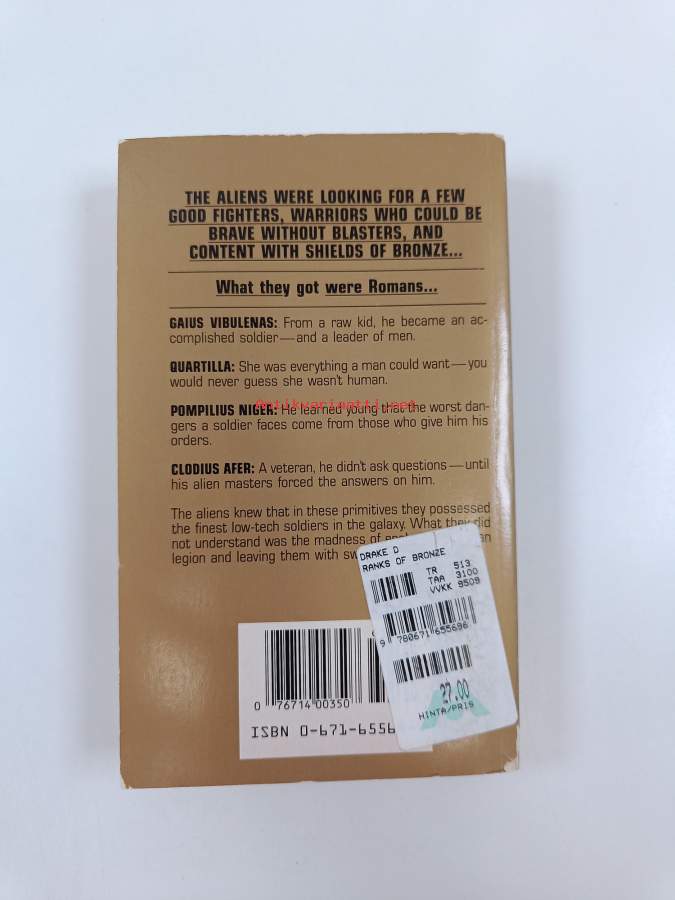 THE ALIENS WERE LOOKING FOR A FEW
GOOD FIGHTERS, WARRIORS WHO COULD BE
BRAVE WITHOUT BLASTERS, AND
CONTENT WITH SHIELDS OF BRONZE...
What they got were Romans...
GAIUS VIBULENAS: From a raw kid, he became an ac-
complished soldier—and a leader of men.
QUARTILLA: She was everything a man could want—you
would never guess she wasn't human.
Antikvariaatti.net
POMPILIUS NIGER: He learned young that the worst dan-
gers a soldier faces come from those who give him his
orders.
CLODIUS AFER: A veteran, he didn't ask questions—until
his alien masters forced the answers on him.
The aliens knew that in these primitives they possessed
the finest low-tech soldiers in the galaxy. What they did
not understand was the madness of
legion and leaving them with
DRAKE D
RANKS OF BRONZE
TR 513
TAA 3100
VVKK 9509
9 780671 655696
27.00
HINTA/PRIS
0 76714 00350
ISBN 0-671-6556